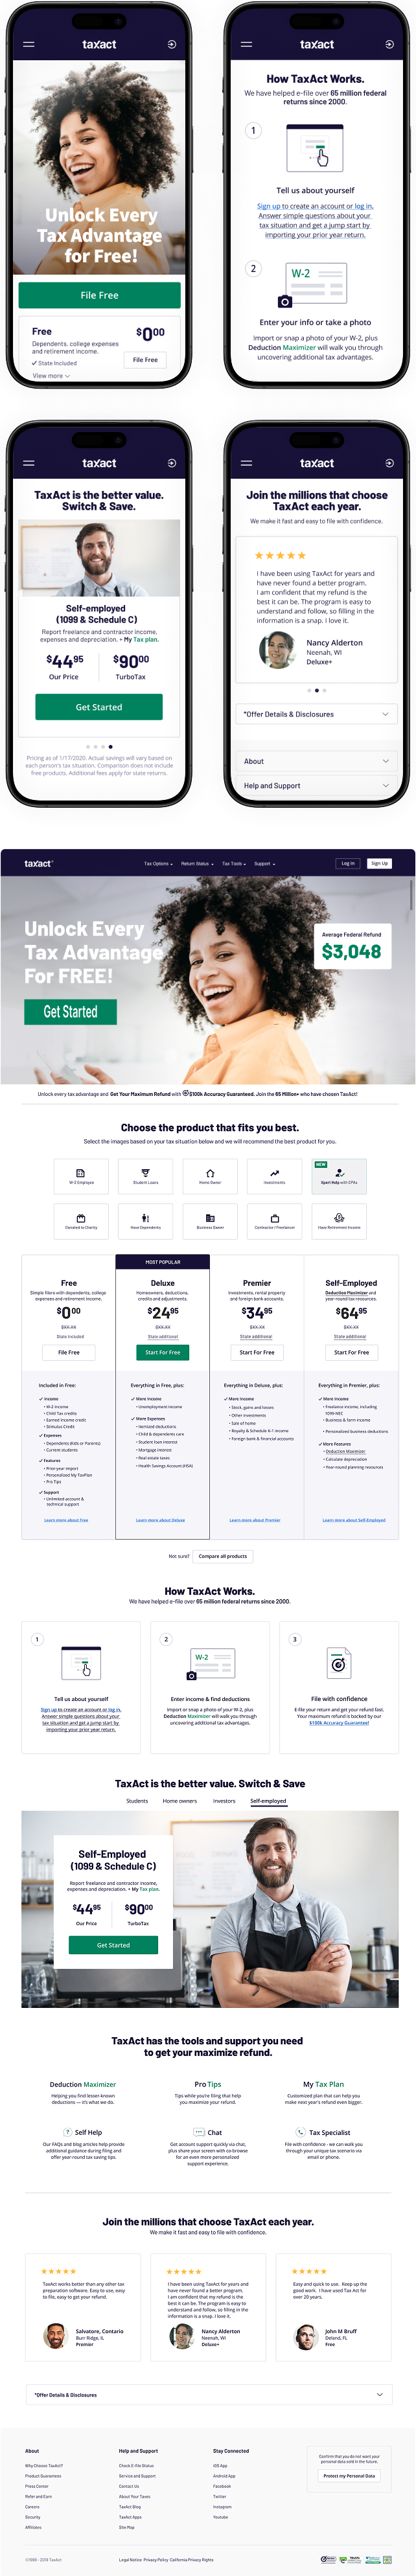 taxact
Unlock Every
Tax Advantage
for Free!
File Free
Free
$0 00
Dependents, college expenses
and retirement income.
State Included
File Free
View more
taxact
How TaxAct Works.
We have helped e-file over 65 million federal
returns since 2000.
1
Tell us about yourself
Sign up to create an account or log in.
Answer simple questions about your
tax situation and get a jump start by
importing your prior year return.
2
W-2
Enter your info or take a photo
Import or snap a photo of your W-2, plus
Deduction Maximizer will walk you through
uncovering additional tax advantages.
taxact
TaxAct is the better value.
Switch & Save.
Self-employed
(1099 & Schedule C)
Report freelance and contractor income,
expenses and depreciation. + My Tax plan.
$44 95
Our Price
$90 00
TurboTax
Get Started
Pricing as of 1/17/2020. Actual savings will vary based on
each person's tax situation. Comparison does not include
free products. Additional fees apply for state returns.
taxact
Join the millions that choose
TaxAct each year.
We make it fast and easy to file with confidence.
I have been using TaxAct for years and
have never found a better program.
I am confident that my refund is the
best it can be. The program is easy to
understand and follow, so filling in the
information is a snap. I love it.
Nancy Alderton
Neenah, WI
Deluxe+
*Offer Details & Disclosures
About
Help and Support
taxact
Tax Options
Return Status
Tax Tools
Support
Log In
Sign Up
Unlock Every
Tax Advantage
For FREE!
Get Started
Average Federal Refund
$3,048
Unlock every tax advantage and Get Your Maximum Refund with $100k Accuracy Guaranteed. Join the 65 Million+ who have chosen TaxAct!
Choose the product that fits you best.
Select the images based on your tax situation below and we will recommend the best product for you.
W-2 Employee
Student Loans
Home Owner
Investments
NEW
Xpert Help with CPAs
Donated to Charity
Have Dependents
Business Owner
Contractor / Freelancer
Have Retirement Income
Free
Simple filers with dependents, college
expenses and retirement income.
$0 00
$XX.XX
State Included
File Free
MOST POPULAR
Deluxe
Homeowners, deductions,
credits and adjustments.
$24 95
$XX.XX
State additional
Start For Free
Premier
Investments, rental property
and foreign bank accounts.
$34 95
$XX.XX
State additional
Start For Free
Self-Employed
Deduction Maximizer and
year-round tax resources.
$64 95
$XX.XX
State additional
Start For Free
Included in Free:
Income
• W-2 income
• Child Tax credits
• Earned Income credit
• Stimulus Credit
Expenses
• Dependents (Kids or Parents)
• Current students
Features
• Prior-year import
• Personalized My TaxPlan
• Pro Tips
Support
• Unlimited account &
technical support
Learn more about Free
Everything in Free, plus:
More Income
• Unemployment income
More Expenses
• Itemized deductions
• Child & dependents care
• Student loan interest
• Mortgage interest
• Real estate taxes
• Health Savings Account (HSA)
Learn more about Deluxe
Everything in Deluxe, plus:
More Income
• Stock, gains and losses
• Other investments
• Sale of home
• Royalty & Schedule K-1 income
• Foreign bank & financial accounts
Learn more about Premier
Everything in Premier, plus:
More Income
• Freelance income, including
1099-NEC
• Business & farm income
• Personalized business deductions
More Features
• Deduction Maximizer
• Calculate depreciation
• Year-round planning resources
Learn more about Self-Employed
Not sure?
Compare all products
How TaxAct Works.
We have helped e-file over 65 million federal returns since 2000.
1
Tell us about yourself
Sign up to create an account or log in.
Answer simple questions about your
tax situation and get a jump start by
importing your prior year return.
2
W-2
Enter income & find deductions
Import or snap a photo of your W-2, plus
Deduction Maximizer will walk you through
uncovering additional tax advantages.
3
File with confidence
E-file your return and get your refund fast.
Your maximum refund is backed by our
$100k Accuracy Guarantee!
TaxAct is the better value. Switch & Save
Students
Home owners
Investors
Self-employed
Self-Employed
(1099 & Schedule C)
Report freelance and contractor income,
expenses and depreciation. + My Tax plan.
$44 95
Our Price
$90 00
TurboTax
Get Started
TaxAct has the tools and support you need
to get your maximize refund.
Deduction Maximizer
Helping you find lesser-known
deductions — it's what we do.
Pro Tips
Tips while you're filing that help
you maximize your refund.
My Tax Plan
Customized plan that can help you
make next year's refund even bigger.
Self Help
Our FAQs and blog articles help provide
additional guidance during filing and
offer year-round tax saving tips.
Chat
Get account support quickly via chat,
plus share your screen with co-browse
for an even more personalized
support experience.
Tax Specialist
File with confidence - we can walk you
through your unique tax scenario via
email or phone.
Join the millions that choose TaxAct each year.
We make it fast and easy to file with confidence.
TaxAct works better than any other tax
preparation software. Easy to use, easy
to file, easy to get your refund.
Salvatore, Contario
Burr Ridge, IL
Premier
I have been using TaxAct for years and
have never found a better program.
I am confident that my refund is the
best it can be. The program is easy to
understand and follow, so filling in the
information is a snap. I love it.
Nancy Alderton
Neenah, WI
Deluxe+
Easy and quick to use. Keep up the
good work. I have used Tax Act for
over 20 years.
John M Bruff
Deland, FL
Free
*Offer Details & Disclosures
About
Why Choose TaxAct?
Product Guarantees
Press Center
Refer and Earn
Careers
Security
Affiliates
Help and Support
Check E-File Status
Service and Support
Contact Us
About Your Taxes
TaxAct Blog
TaxAct Apps
Site Map
Stay Connected
iOS App
Android App
Facebook
Twitter
Instagram
Youtube
Confirm that you do not want your
personal data sold in the future.
Protect my Personal Data
©1998 - 2019 TaxAct
Legal Notice Privacy Policy California Privacy Rights